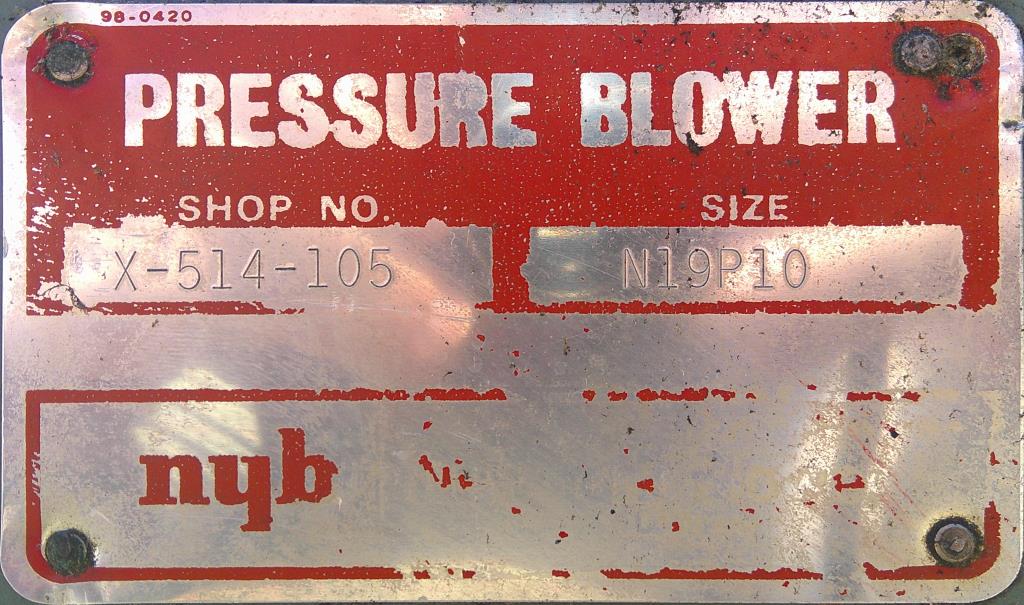 98-0420
PRESSURE BLOWER
SHOP NO. SIZE
X-514-105 N19P10
nyb